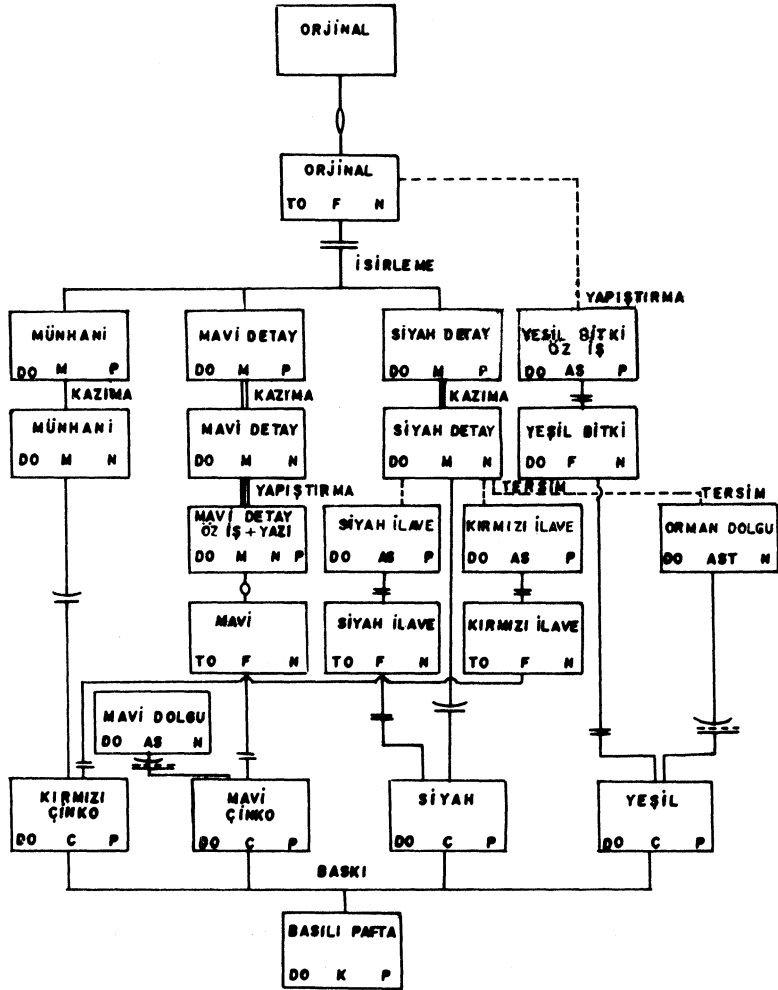 ORJİNAL
ORJİNAL
TO F N
İSİRLEME
YAPIŞTIRMA
MÜNHANİ
DO M P
MAVİ DETAY
DO M P
SİYAH DETAY
DO M P
YEŞİL BİTKİ
ÖZ İŞ
DO AS P
KAZIMA
KAZIMA
KAZIMA
MÜNHANİ
DO M N
MAVİ DETAY
DO M N
SİYAH DETAY
DO M N
YEŞİL BİTKİ
DO F N
YAPIŞTIRMA
TERSİM
TERSİM
MAVİ DETAY
ÖZ İŞ + YAZI
DO M N P
SİYAH İLAVE
DO AS P
KIRMIZI İLAVE
DO AS P
ORMAN DOLGU
DO AST N
MAVİ
TO F N
SİYAH İLAVE
TO F N
KIRMIZI İLAVE
TO F N
MAVİ DOLGU
DO AS N
KIRMIZI
ÇİNKO
DO C P
MAVİ
ÇİNKO
DO C P
SİYAH
DO C P
YEŞİL
DO C P
BASKI
BASILI PAFTA
DO K P